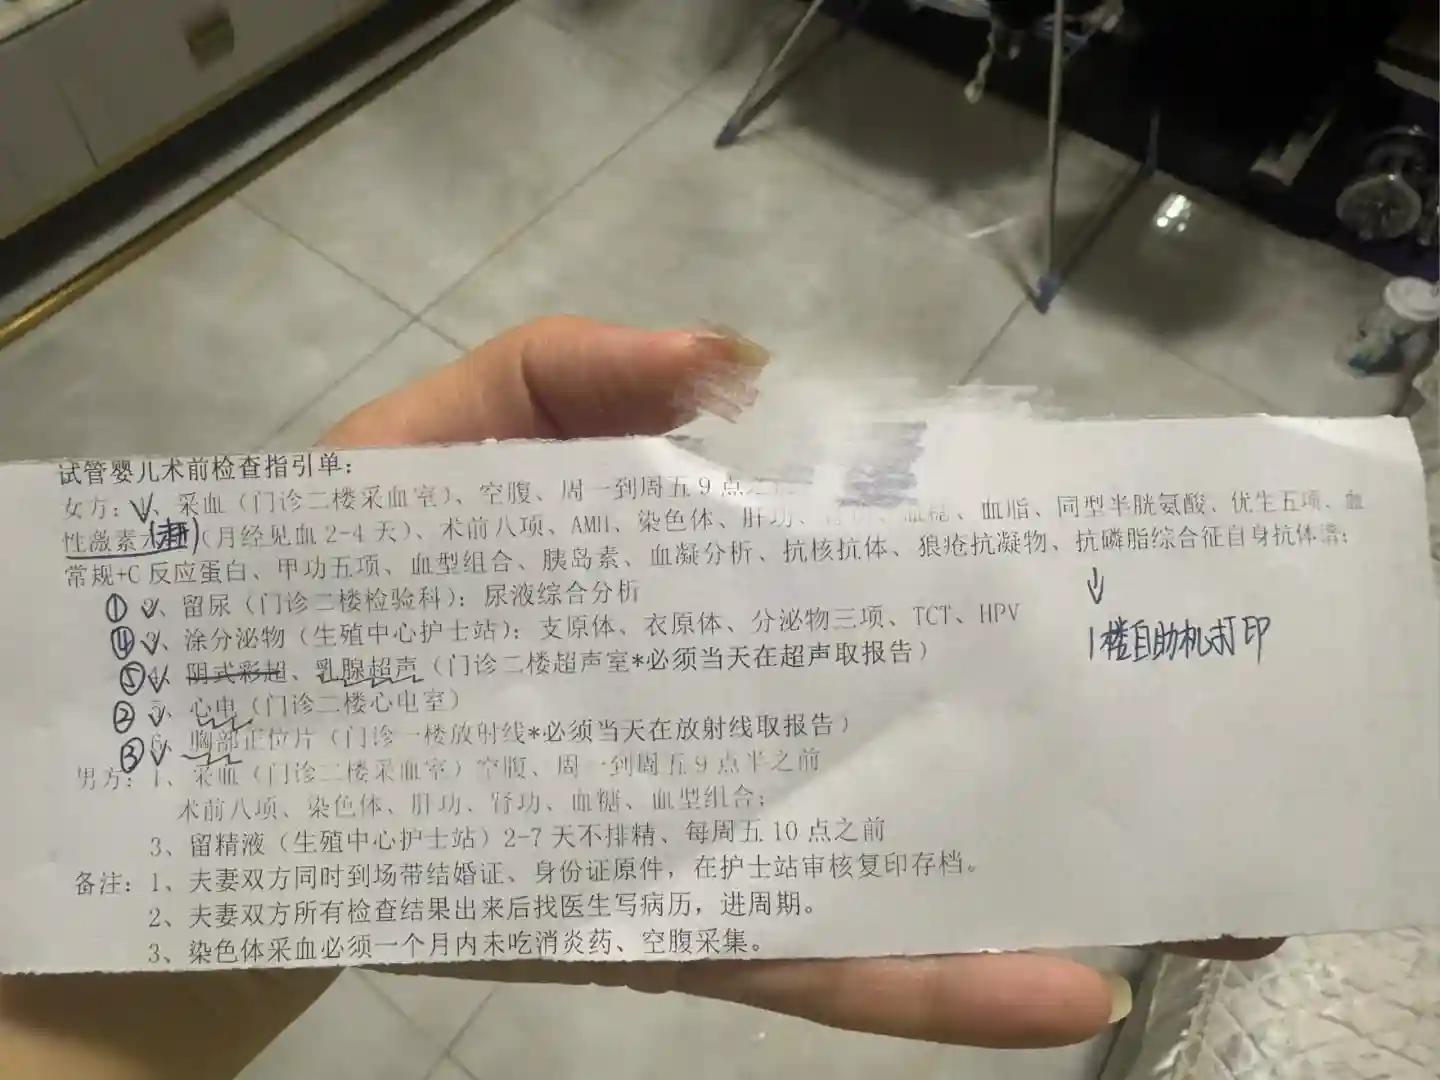 试管婴儿术前检查指引单：
女方：、采血（门诊二楼采血室）、空腹、周一到周五9点
性激素（月经见血2-4天）、术前八项、AMH、染色体、肝功、血糖、血脂、同型半胱氨酸、优生五项、血
常规+C反应蛋白、甲功五项、血型组合、胰岛素、血凝分析、抗核抗体、狼疮抗凝物、抗磷脂综合征自身抗体谱；
①、留尿（门诊二楼检验科）：尿液综合分析
④、涂分泌物（生殖中心护士站）：支原体、衣原体、分泌物三项、TCT、HPV
↓
1楼自助机打印
⑤、阴式彩超、乳腺超声（门诊二楼超声室*必须当天在超声取报告）
②、心电（门诊二楼心电室）
③、胸部正位片（门诊一楼放射线*必须当天在放射线取报告）
男方：1、采血（门诊二楼采血室）空腹、周一到周五9点半之前
术前八项、染色体、肝功、肾功、血糖、血型组合；
3、留精液（生殖中心护士站）2-7天不排精、每周五10点之前
备注：1、夫妻双方同时到场带结婚证、身份证原件，在护士站审核复印存档。
2、夫妻双方所有检查结果出来后找医生写病历，进周期。
3、染色体采血必须一个月内未吃消炎药、空腹采集。